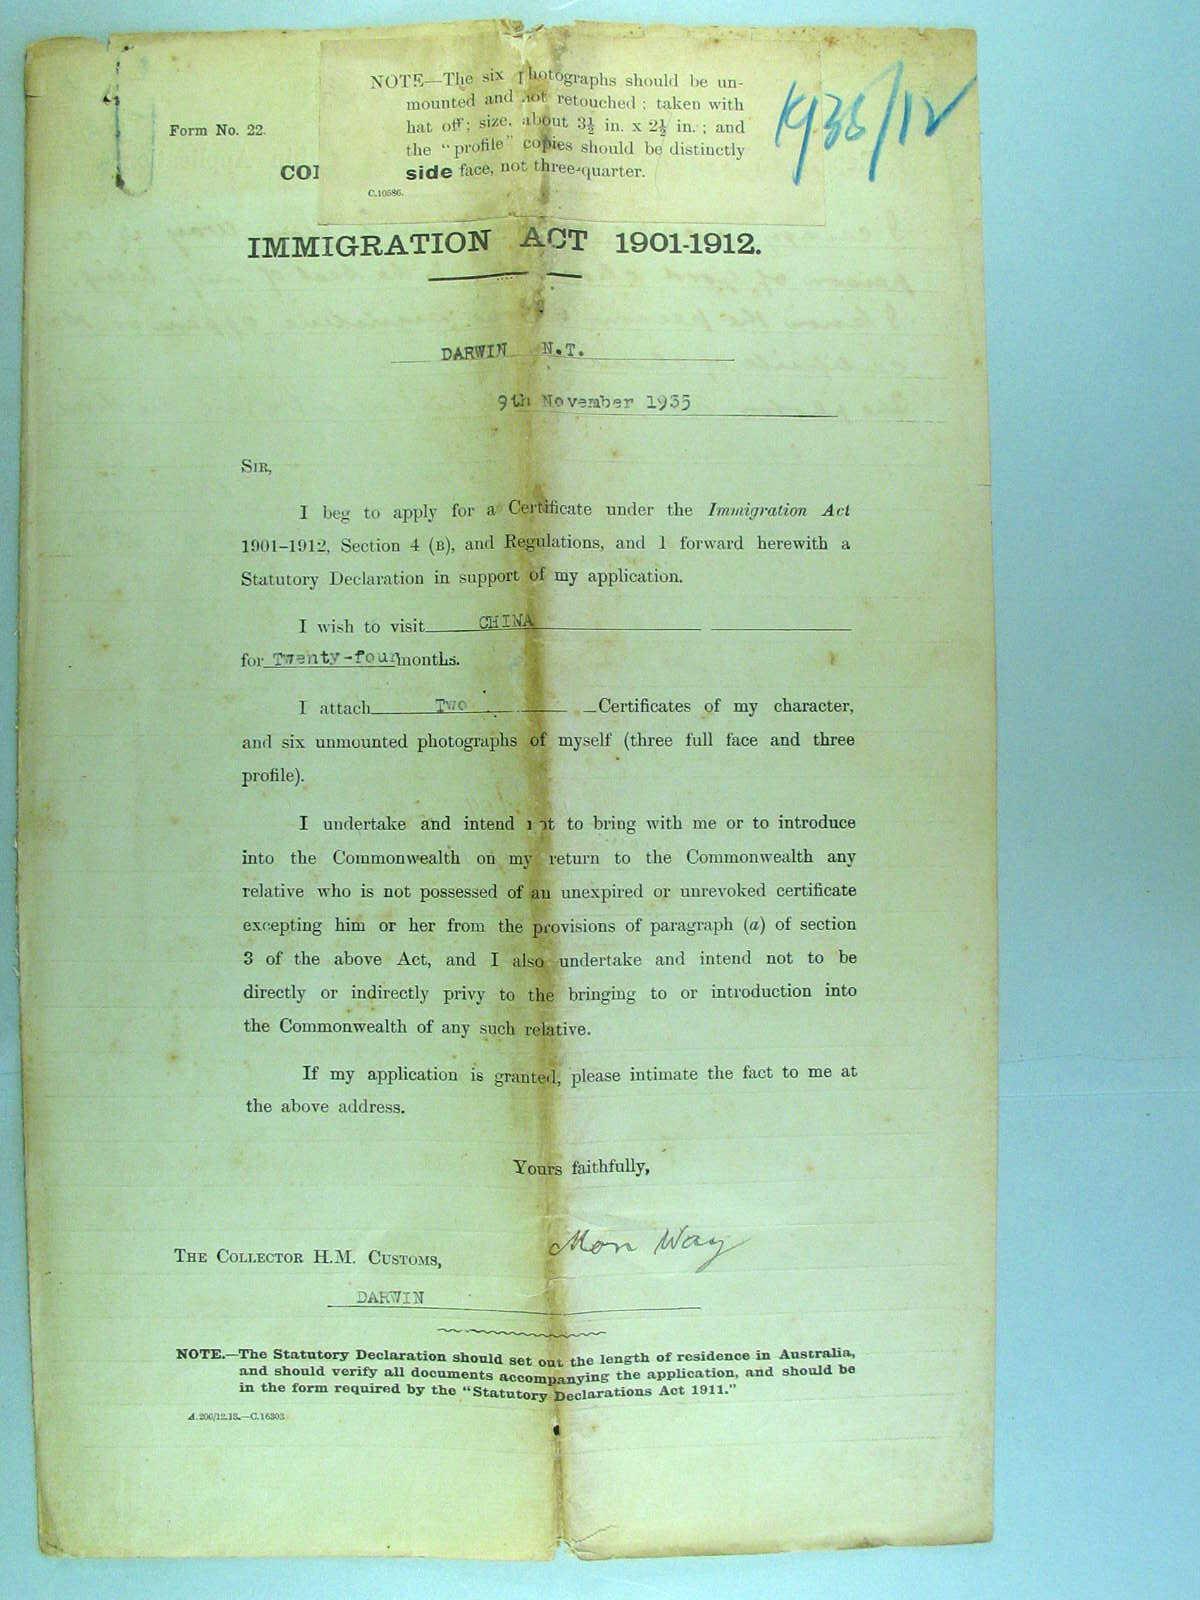 NOTE—The six photographs should be un-
mounted and not retouched ; taken with
hat off ; size, about 3½ in. x 2½ in. ; and
the "profile" copies should be distinctly
side face, not three-quarter.
C.10586.
Form No. 22.
IMMIGRATION ACT 1901-1912.
DARWIN N.T.
9th November 1935
SIR,
I beg to apply for a Certificate under the Immigration Act
1901–1912, Section 4 (B), and Regulations, and I forward herewith a
Statutory Declaration in support of my application.
I wish to visit CHINA
for Twenty-four months.
I attach Two Certificates of my character,
and six unmounted photographs of myself (three full face and three
profile).
I undertake and intend not to bring with me or to introduce
into the Commonwealth on my return to the Commonwealth any
relative who is not possessed of an unexpired or unrevoked certificate
excepting him or her from the provisions of paragraph (a) of section
3 of the above Act, and I also undertake and intend not to be
directly or indirectly privy to the bringing to or introduction into
the Commonwealth of any such relative.
If my application is granted, please intimate the fact to me at
the above address.
Yours faithfully,
Mon Way
THE COLLECTOR H.M. CUSTOMS,
DARWIN
NOTE.—The Statutory Declaration should set out the length of residence in Australia,
and should verify all documents accompanying the application, and should be
in the form required by the "Statutory Declarations Act 1911."
A.200/12.13.—C.16303